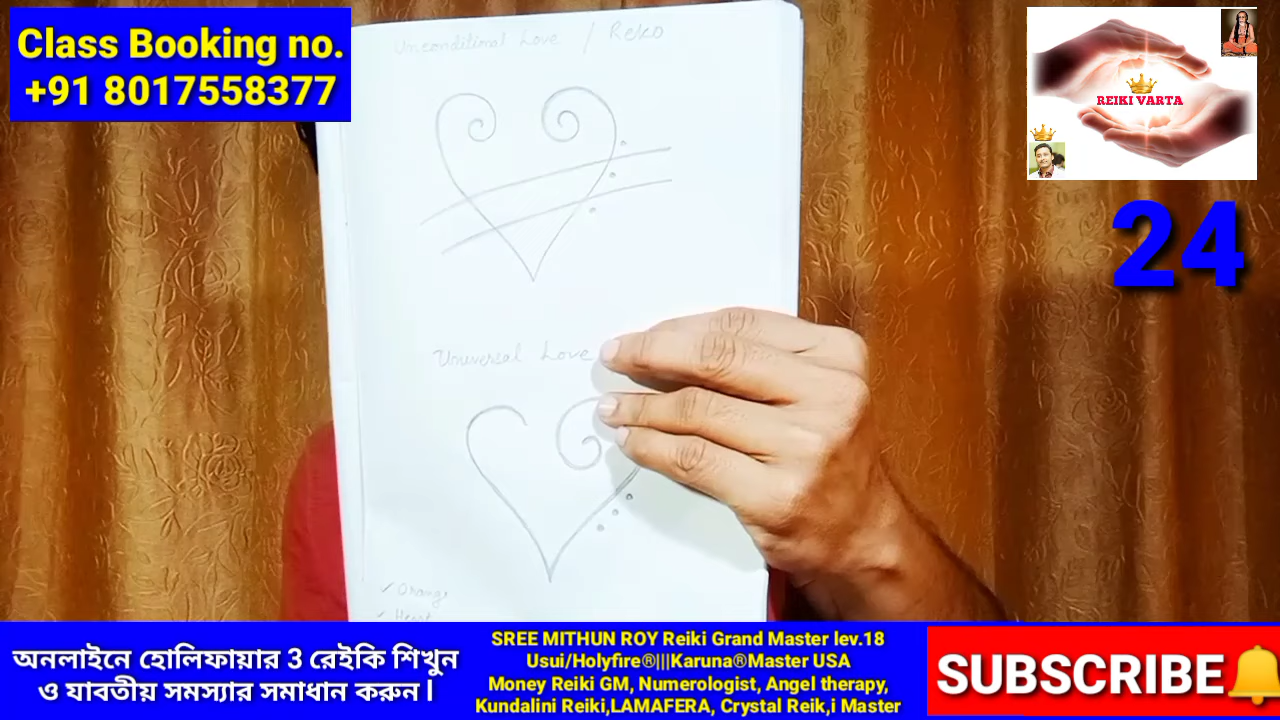 Class Booking no.
+91 8017558377
Unconditional Love / Reko
REIKI VARTA
24
Universal Love
✓ Orange
✓ Heart
অনলাইনে হোলিফায়ার 3 রেইকি শিখুন
ও যাবতীয় সমস্যার সমাধান করুন।
SREE MITHUN ROY Reiki Grand Master lev.18
Usui/Holyfire®|||Karuna®Master USA
Money Reiki GM, Numerologist, Angel therapy,
Kundalini Reiki,LAMAFERA, Crystal Reik,i Master
SUBSCRIBE